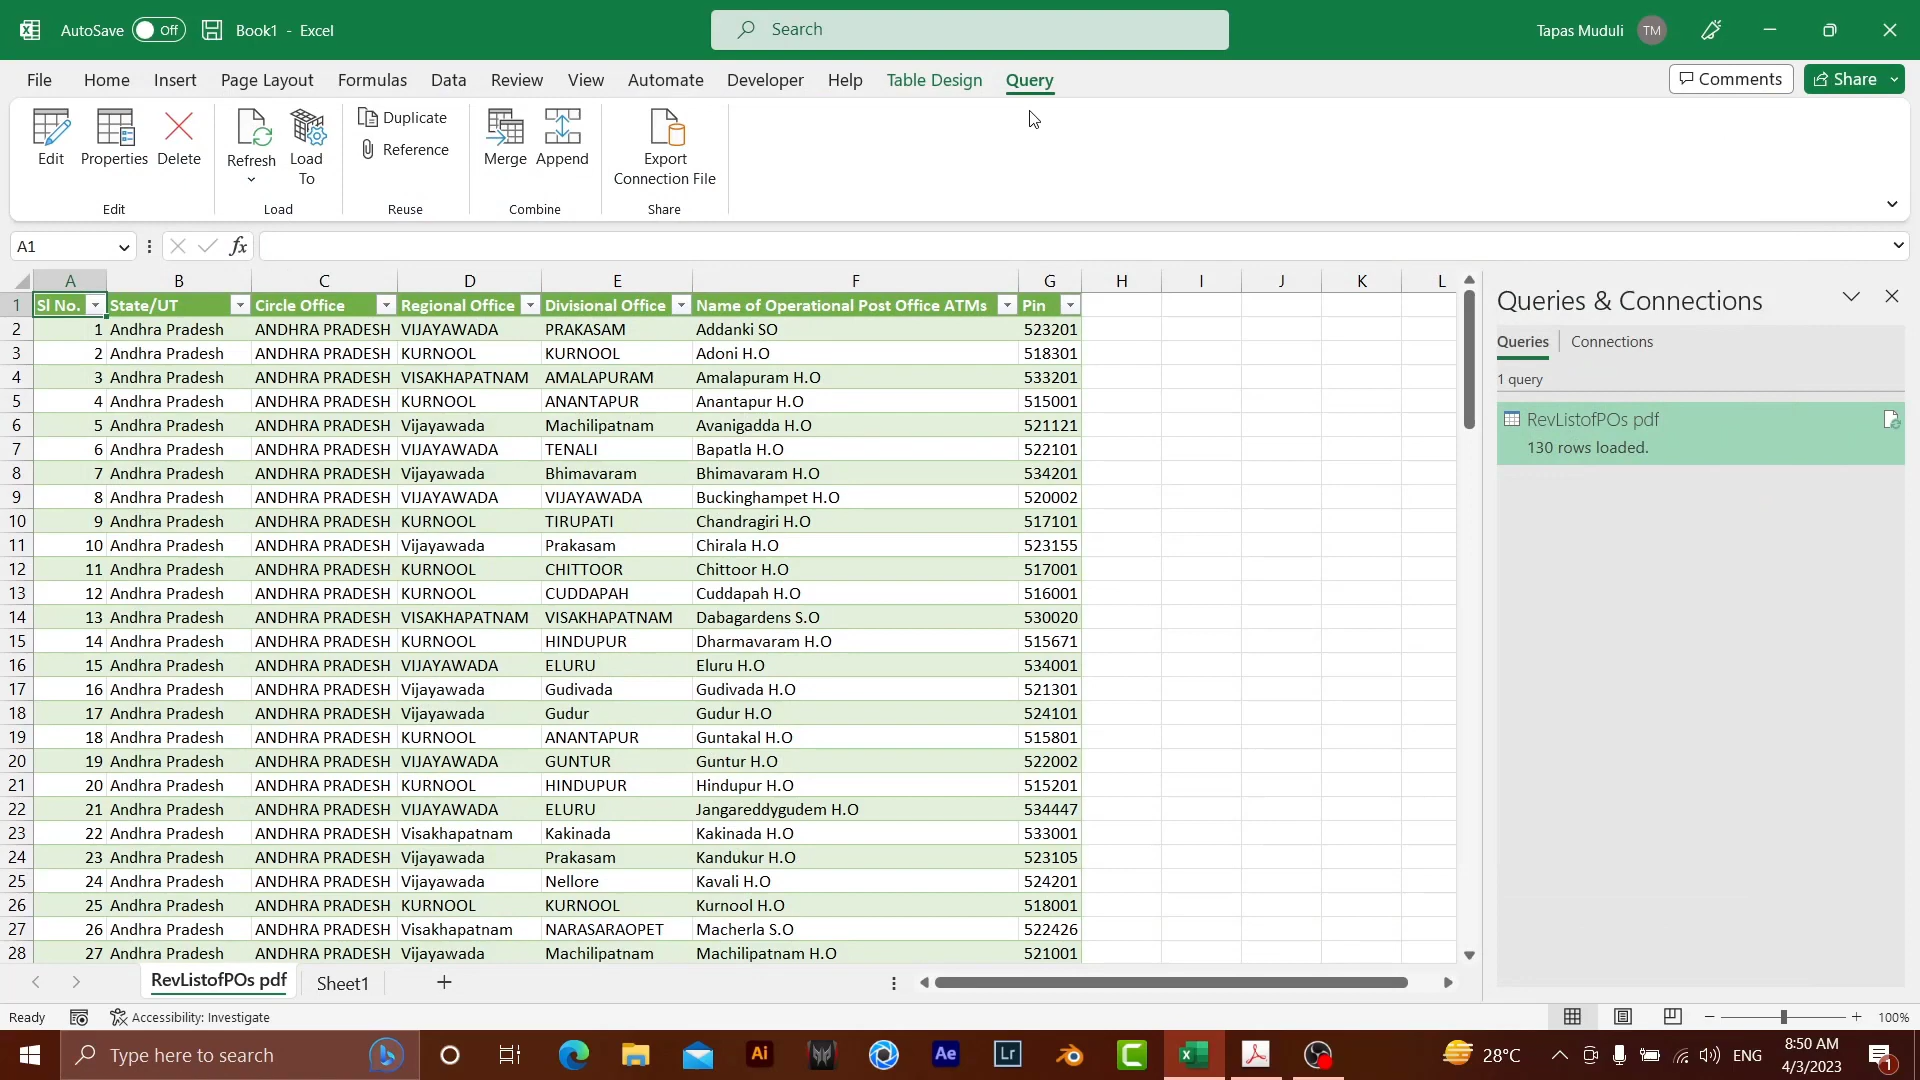 AutoSave Off Book1 - Excel Search Tapas Muduli TM
File Home Insert Page Layout Formulas Data Review View Automate Developer Help Table Design Query Comments Share
Edit Properties Delete Refresh Load To Duplicate Reference Merge Append Export Connection File
Edit Load Reuse Combine Share
A1 fx
A B C D E F G H I J K L
1 Sl No. State/UT Circle Office Regional Office Divisional Office Name of Operational Post Office ATMs Pin
2 1 Andhra Pradesh ANDHRA PRADESH VIJAYAWADA PRAKASAM Addanki SO 523201
3 2 Andhra Pradesh ANDHRA PRADESH KURNOOL KURNOOL Adoni H.O 518301
4 3 Andhra Pradesh ANDHRA PRADESH VISAKHAPATNAM AMALAPURAM Amalapuram H.O 533201
5 4 Andhra Pradesh ANDHRA PRADESH KURNOOL ANANTAPUR Anantapur H.O 515001
6 5 Andhra Pradesh ANDHRA PRADESH Vijayawada Machilipatnam Avanigadda H.O 521121
7 6 Andhra Pradesh ANDHRA PRADESH VIJAYAWADA TENALI Bapatla H.O 522101
8 7 Andhra Pradesh ANDHRA PRADESH Vijayawada Bhimavaram Bhimavaram H.O 534201
9 8 Andhra Pradesh ANDHRA PRADESH VIJAYAWADA VIJAYAWADA Buckinghampet H.O 520002
10 9 Andhra Pradesh ANDHRA PRADESH KURNOOL TIRUPATI Chandragiri H.O 517101
11 10 Andhra Pradesh ANDHRA PRADESH Vijayawada Prakasam Chirala H.O 523155
12 11 Andhra Pradesh ANDHRA PRADESH KURNOOL CHITTOOR Chittoor H.O 517001
13 12 Andhra Pradesh ANDHRA PRADESH KURNOOL CUDDAPAH Cuddapah H.O 516001
14 13 Andhra Pradesh ANDHRA PRADESH VISAKHAPATNAM VISAKHAPATNAM Dabagardens S.O 530020
15 14 Andhra Pradesh ANDHRA PRADESH KURNOOL HINDUPUR Dharmavaram H.O 515671
16 15 Andhra Pradesh ANDHRA PRADESH VIJAYAWADA ELURU Eluru H.O 534001
17 16 Andhra Pradesh ANDHRA PRADESH Vijayawada Gudivada Gudivada H.O 521301
18 17 Andhra Pradesh ANDHRA PRADESH Vijayawada Gudur Gudur H.O 524101
19 18 Andhra Pradesh ANDHRA PRADESH KURNOOL ANANTAPUR Guntakal H.O 515801
20 19 Andhra Pradesh ANDHRA PRADESH VIJAYAWADA GUNTUR Guntur H.O 522002
21 20 Andhra Pradesh ANDHRA PRADESH KURNOOL HINDUPUR Hindupur H.O 515201
22 21 Andhra Pradesh ANDHRA PRADESH VIJAYAWADA ELURU Jangareddygudem H.O 534447
23 22 Andhra Pradesh ANDHRA PRADESH Visakhapatnam Kakinada Kakinada H.O 533001
24 23 Andhra Pradesh ANDHRA PRADESH Vijayawada Prakasam Kandukur H.O 523105
25 24 Andhra Pradesh ANDHRA PRADESH Vijayawada Nellore Kavali H.O 524201
26 25 Andhra Pradesh ANDHRA PRADESH KURNOOL KURNOOL Kurnool H.O 518001
27 26 Andhra Pradesh ANDHRA PRADESH Visakhapatnam NARASARAOPET Macherla S.O 522426
28 27 Andhra Pradesh ANDHRA PRADESH Vijayawada Machilipatnam Machilipatnam H.O 521001
Queries & Connections
Queries Connections
1 query
RevListofPOs pdf
130 rows loaded.
RevListofPOs pdf Sheet1
Ready Accessibility: Investigate 100%
Type here to search Ai Ae Lr 28°C ENG 8:50 AM
4/3/2023 1